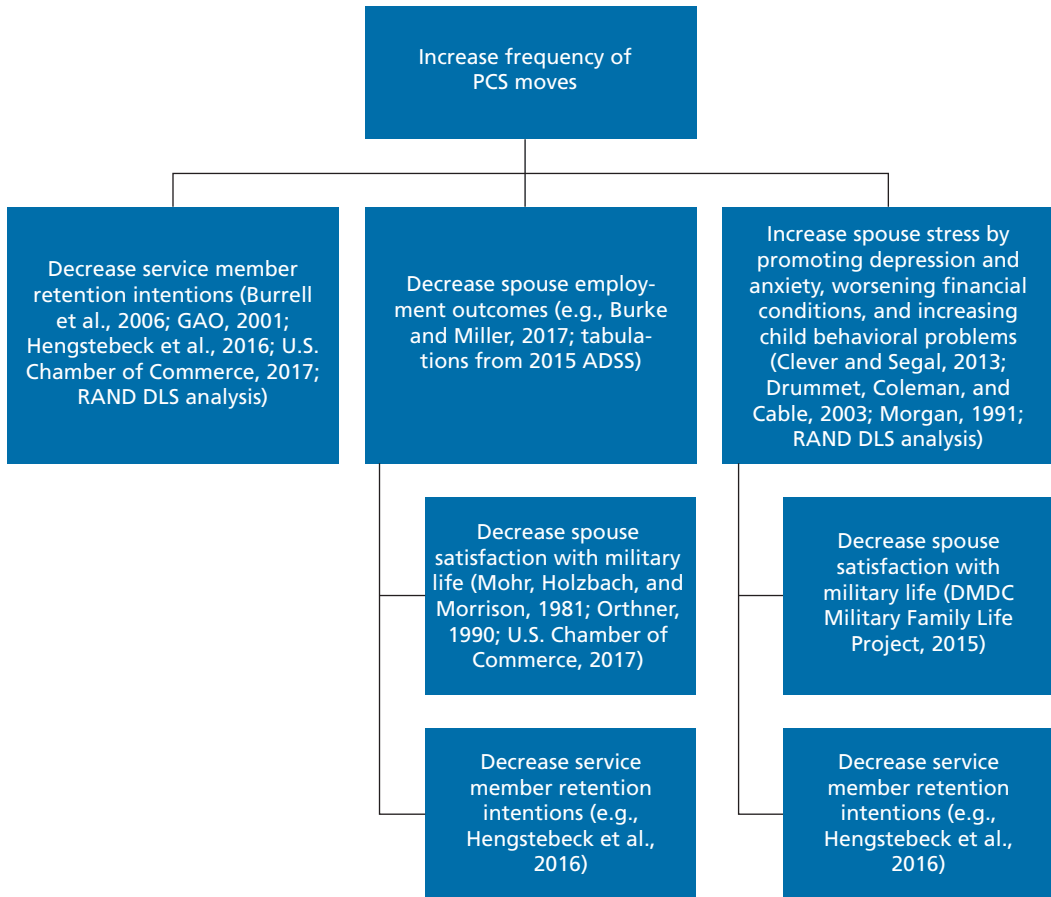 Increase frequency of
PCS moves
Decrease service member
retention intentions (Burrell
et al., 2006; GAO, 2001;
Hengstebeck et al., 2016; U.S.
Chamber of Commerce, 2017;
RAND DLS analysis)
Decrease spouse employ-
ment outcomes (e.g., Burke
and Miller, 2017; tabula-
tions from 2015 ADSS)
Increase spouse stress by
promoting depression and
anxiety, worsening financial
conditions, and increasing
child behavioral problems
(Clever and Segal, 2013;
Drummet, Coleman, and
Cable, 2003; Morgan, 1991;
RAND DLS analysis)
Decrease spouse
satisfaction with military
life (Mohr, Holzbach, and
Morrison, 1981; Orthner,
1990; U.S. Chamber of
Commerce, 2017)
Decrease service
member retention
intentions (e.g.,
Hengstebeck et al.,
2016)
Decrease spouse
satisfaction with
military life (DMDC
Military Family Life
Project, 2015)
Decrease service
member retention
intentions (e.g.,
Hengstebeck et al.,
2016)